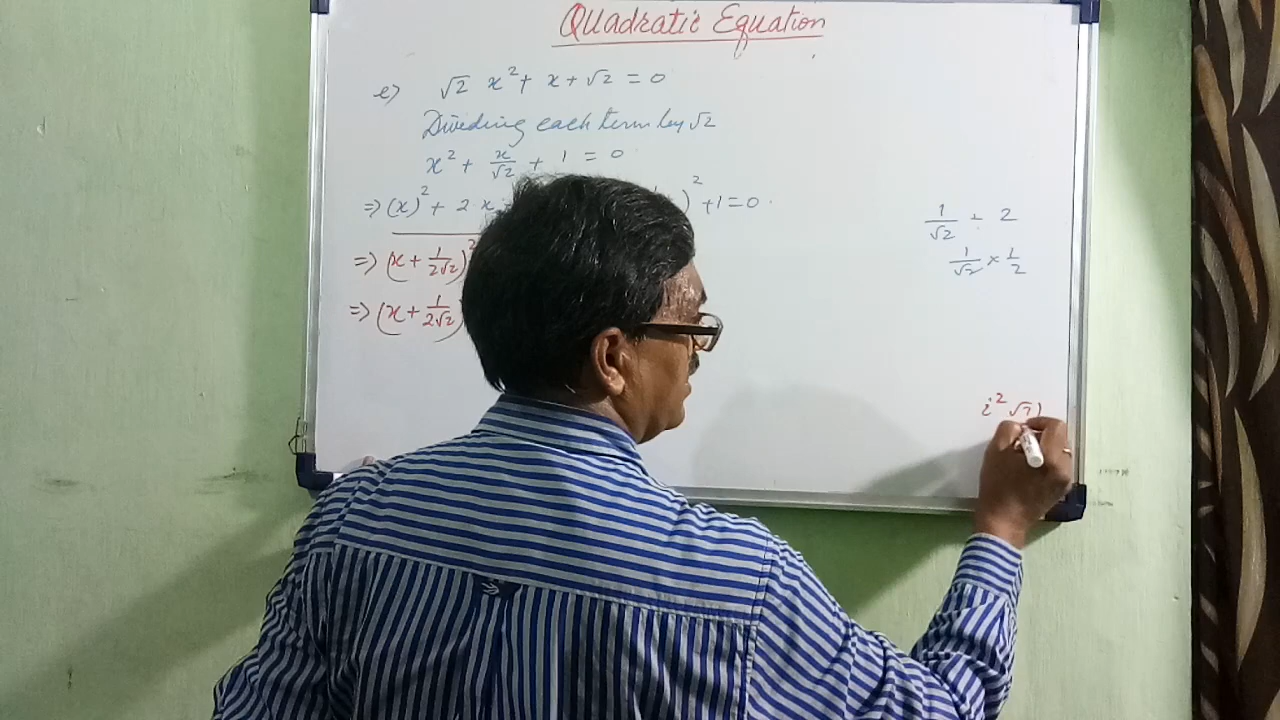 Quadratic Equation
e) √2 x² + x + √2 = 0
Dividing each term by √2
x² + x/√2 + 1 = 0
=> (x)² + 2 x )² + 1 = 0
=> (x + 1/2√2)²
=> (x + 1/2√2)
1/√2 ÷ 2
1/√2 × 1/2
i² √7)